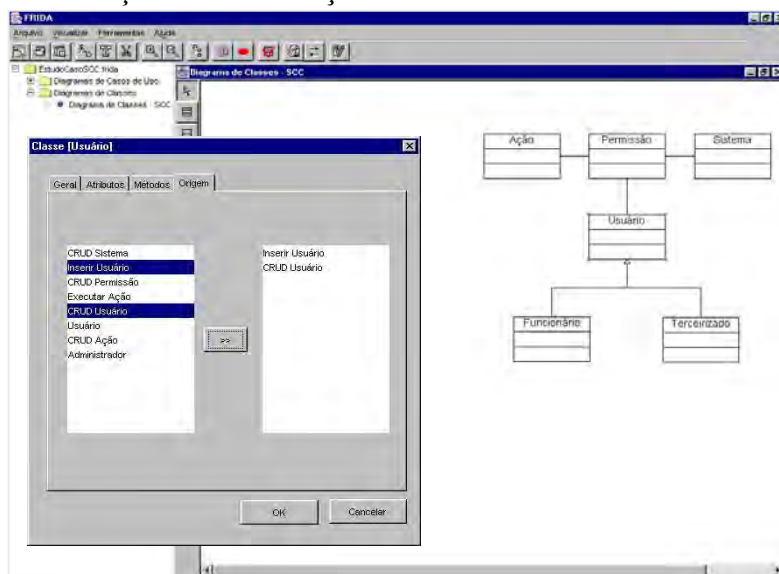 FRIDA
Arquivo Visualizar Ferramentas Ajuda
EstudoCasoSCC.frida
Diagramas de Casos de Uso
Diagramas de Classes
Diagrama de Classes - SCC
Diagrama de Classes - SCC
Classe [Usuário]
Geral Atributos Métodos Origem
CRUD Sistema
Inserir Usuário
CRUD Permissão
Executar Ação
CRUD Usuário
Usuário
CRUD Ação
Administrador
>>
Inserir Usuário
CRUD Usuário
OK Cancelar
Ação Permissão Sistema
Usuário
Funcionário Terceirizado